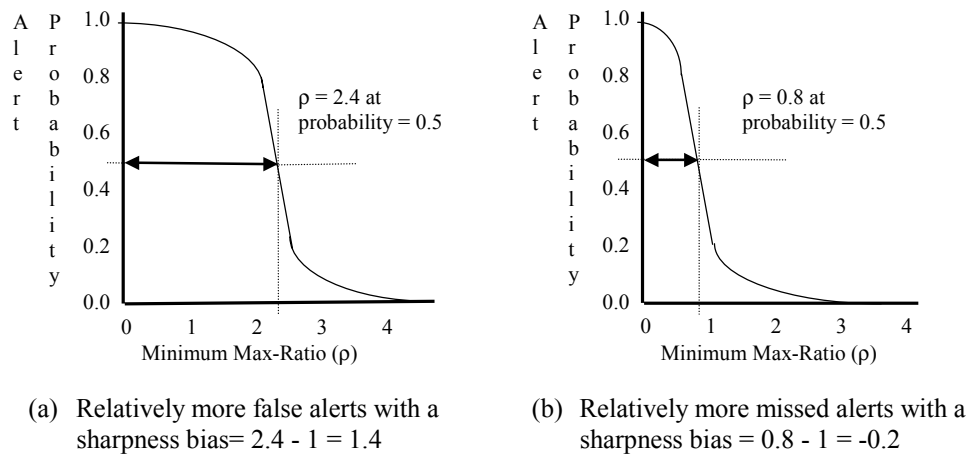 Alert
Probability
1.0
0.8
0.6
0.4
0.2
0.0
ρ = 2.4 at
probability = 0.5
0 1 2 3 4
Minimum Max-Ratio (ρ)
(a) Relatively more false alerts with a
sharpness bias= 2.4 - 1 = 1.4
Alert
Probability
1.0
0.8
0.6
0.4
0.2
0.0
ρ = 0.8 at
probability = 0.5
0 1 2 3 4
Minimum Max-Ratio (ρ)
(b) Relatively more missed alerts with a
sharpness bias = 0.8 - 1 = -0.2